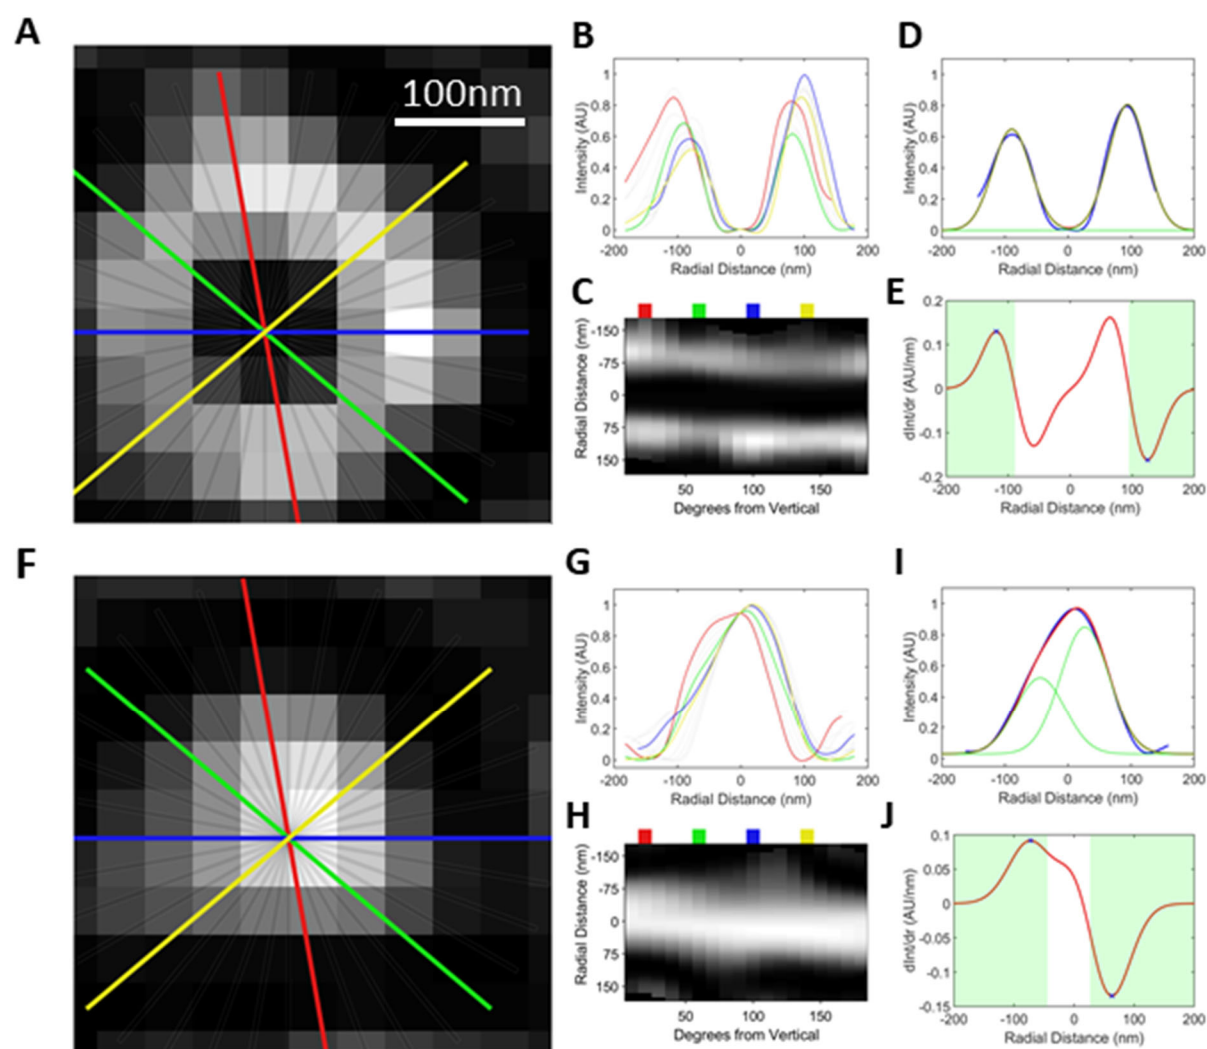 A
100nm
B
1
0.8
0.6
0.4
0.2
0
Intensity (AU)
-200 -100 0 100 200
Radial Distance (nm)
C
-150
-75
0
75
150
Radial Distance (nm)
50 150
Degrees from Vertical
D
1
0.8
0.6
0.4
0.2
0
Intensity (AU)
-200 -100 0 100 200
Radial Distance (nm)
E
0.2
0.1
0
-0.1
-0.2
dInt/dr (AU/nm)
-200 -100 0 100 200
Radial Distance (nm)
F
G
1
0.8
0.6
0.4
0.2
0
Intensity (AU)
-200 -100 0 100 200
Radial Distance (nm)
H
-150
-75
0
75
150
Radial Distance (nm)
50 150
Degrees from Vertical
I
1
0.8
0.6
0.4
0.2
0
Intensity (AU)
-200 -100 0 100 200
Radial Distance (nm)
J
0.1
0.05
0
-0.05
-0.1
-0.15
dInt/dr (AU/nm)
-200 -100 0 100 200
Radial Distance (nm)